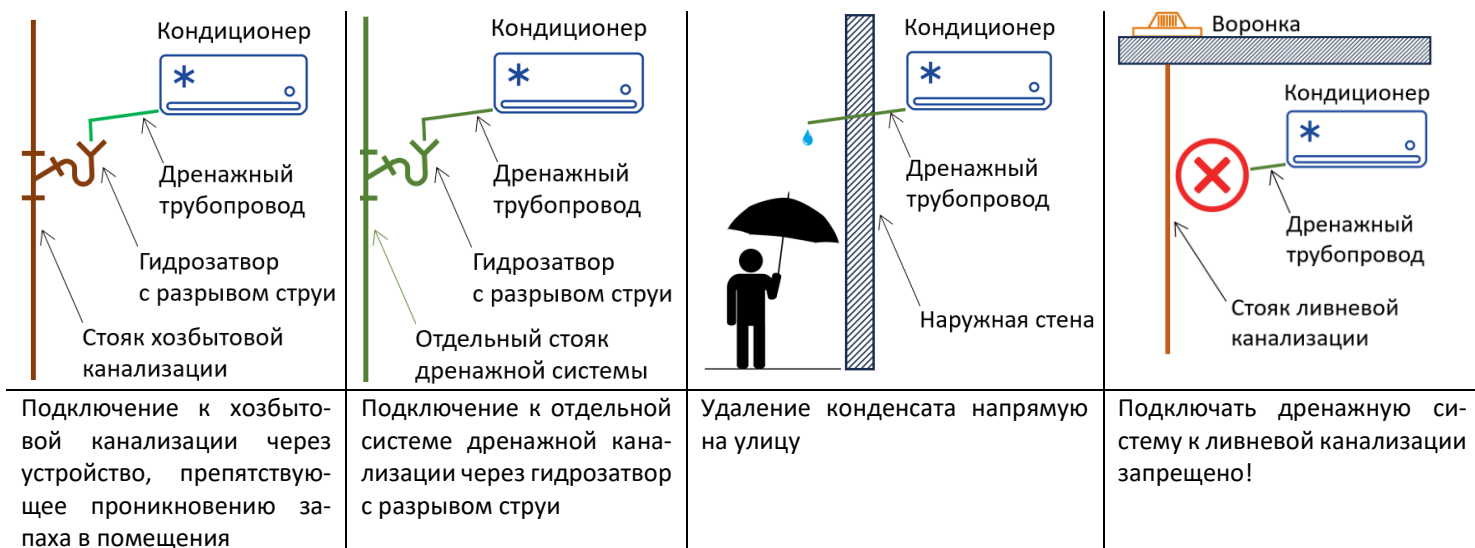 Кондиционер
Дренажный
трубопровод
Гидрозатвор
с разрывом струи
Стояк хозбытовой
канализации
Подключение к хозбыто-
вой канализации через
устройство, препятствую-
щее проникновению за-
паха в помещения
Кондиционер
Дренажный
трубопровод
Гидрозатвор
с разрывом струи
Отдельный стояк
дренажной системы
Подключение к отдельной
системе дренажной кана-
лизации через гидрозатвор
с разрывом струи
Кондиционер
Дренажный
трубопровод
Наружная стена
Удаление конденсата напрямую
на улицу
Воронка
Кондиционер
Дренажный
трубопровод
Стояк ливневой
канализации
Подключать дренажную си-
стему к ливневой канализации
запрещено!